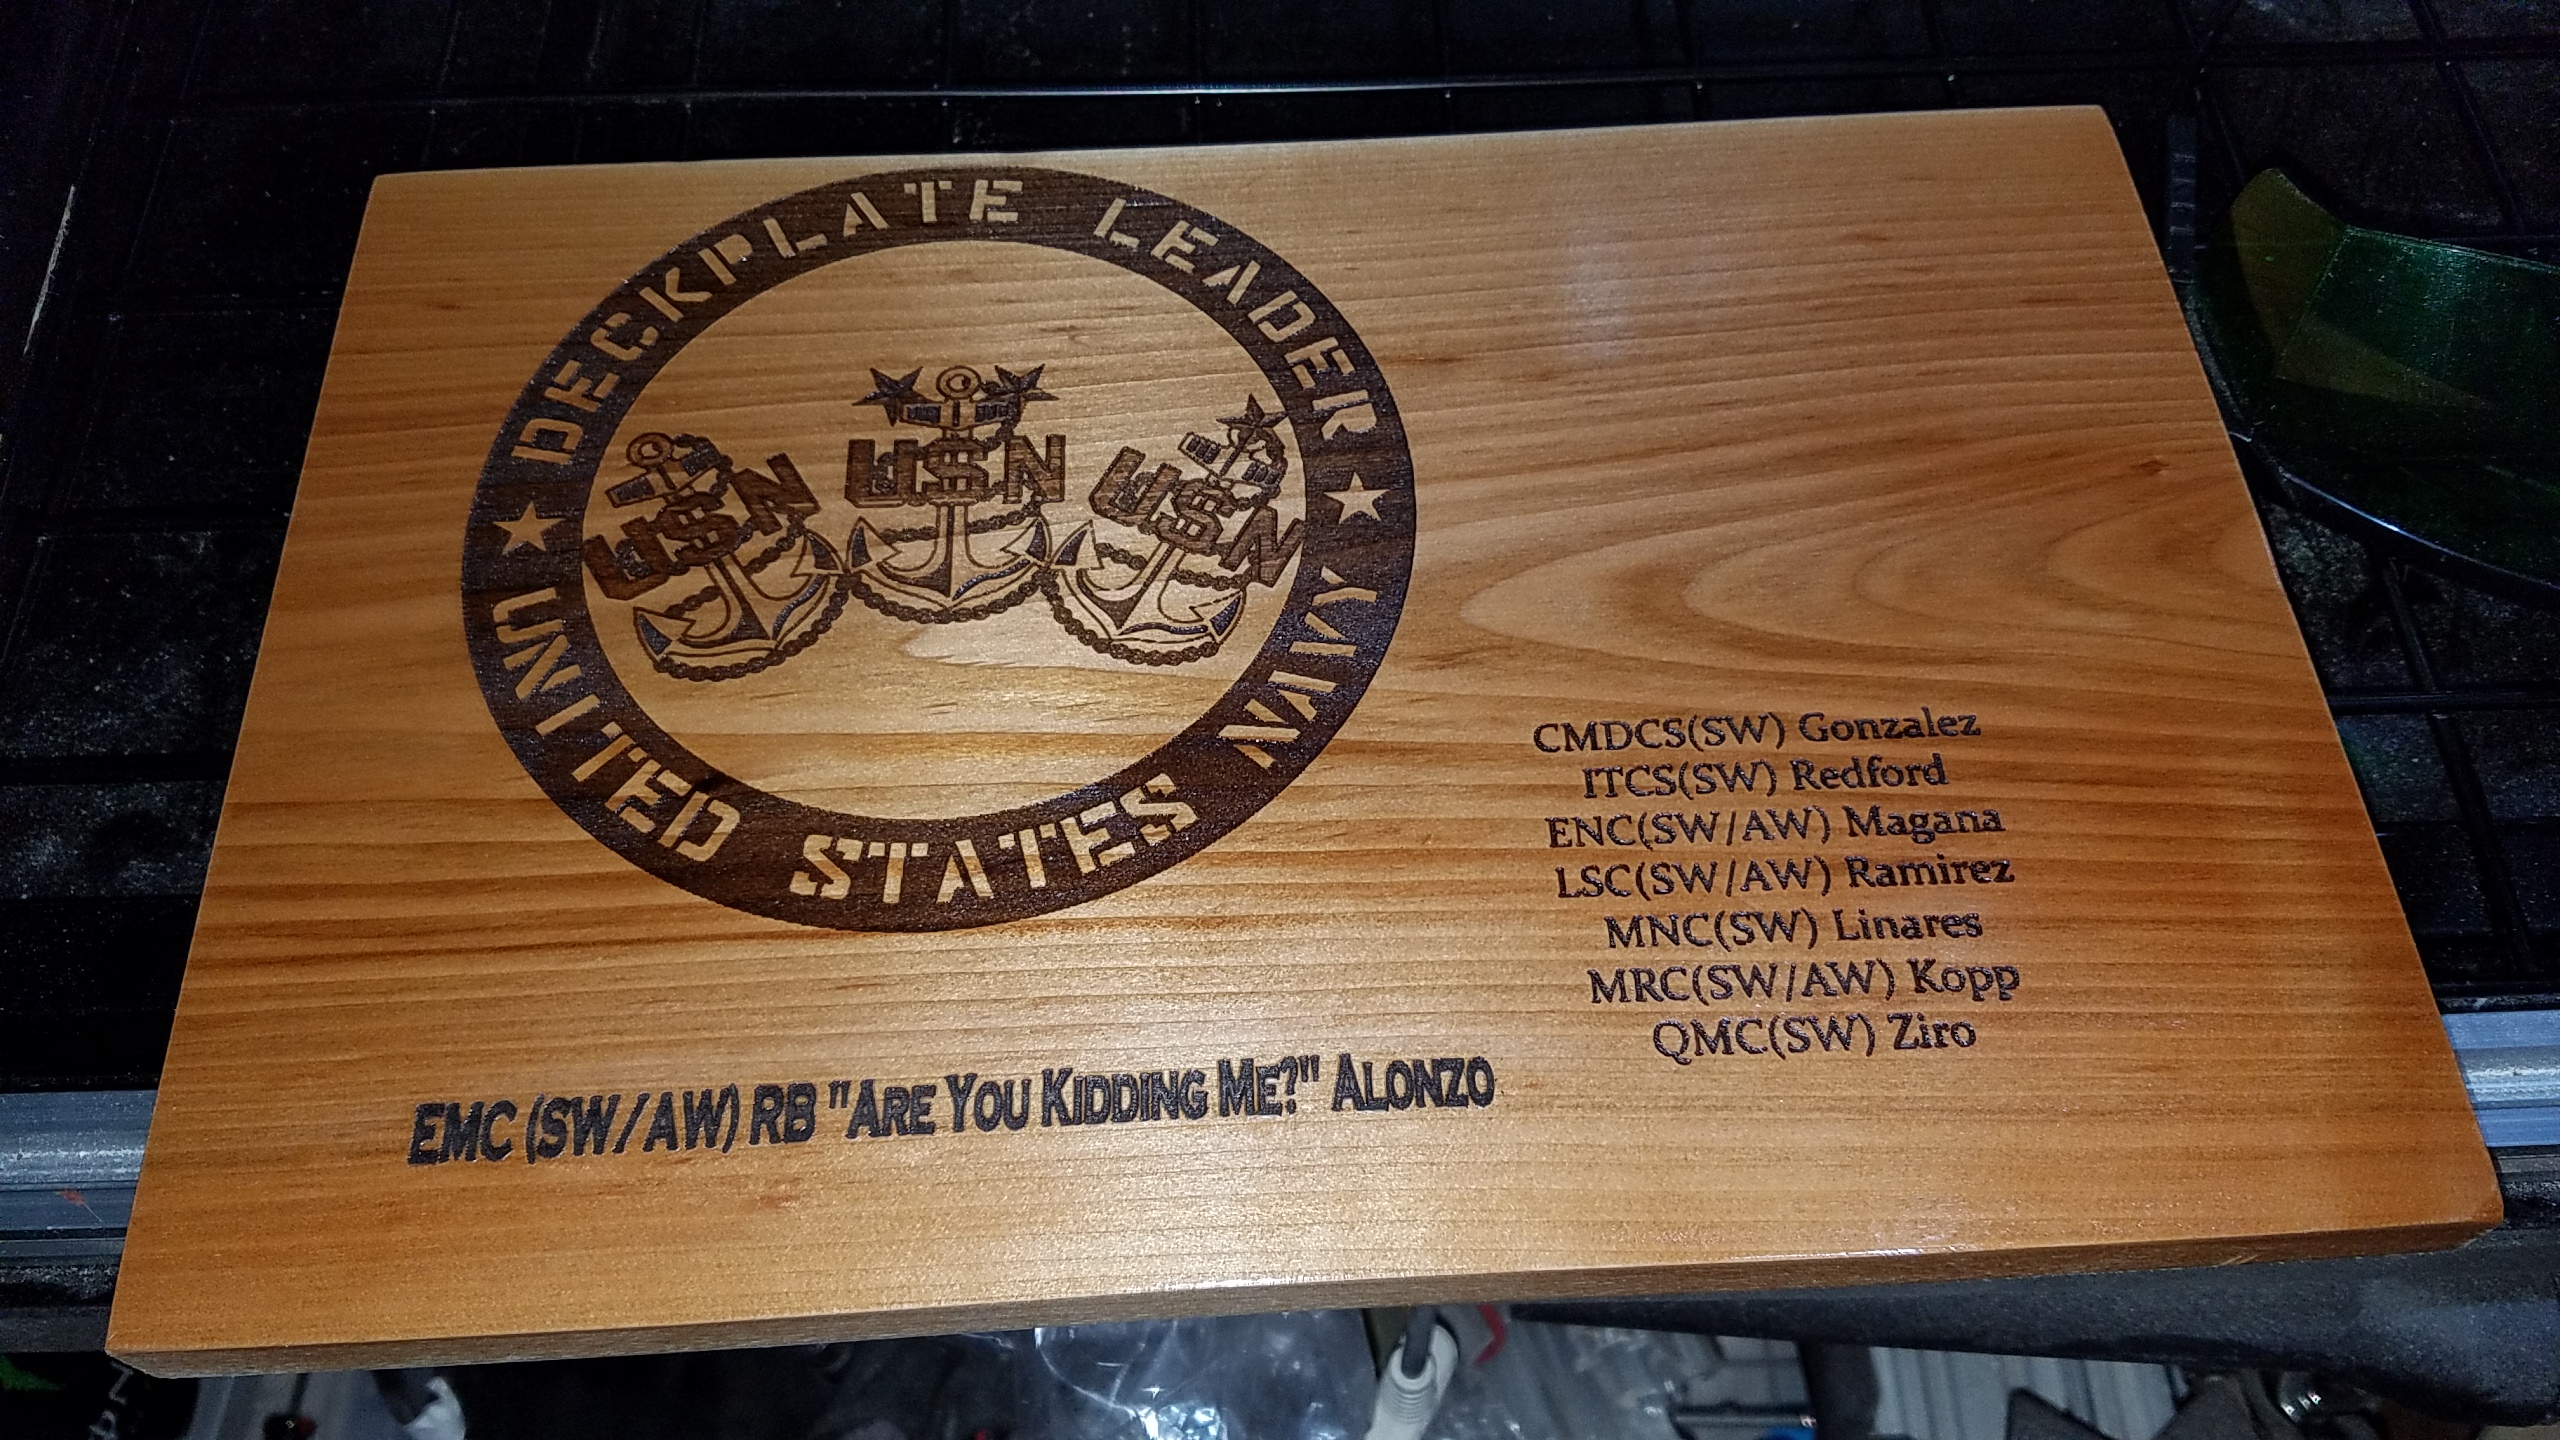 DECKPLATE LEADER
USN
USN
USN
UNITED STATES NAVY
CMDCS(SW) Gonzalez
ITCS(SW) Redford
ENC(SW/AW) Magana
LSC(SW/AW) Ramirez
MNC(SW) Linares
MRC(SW/AW) Kopp
QMC(SW) Ziro
EMC (SW/AW) RB "ARE YOU KIDDING ME?" ALONZO